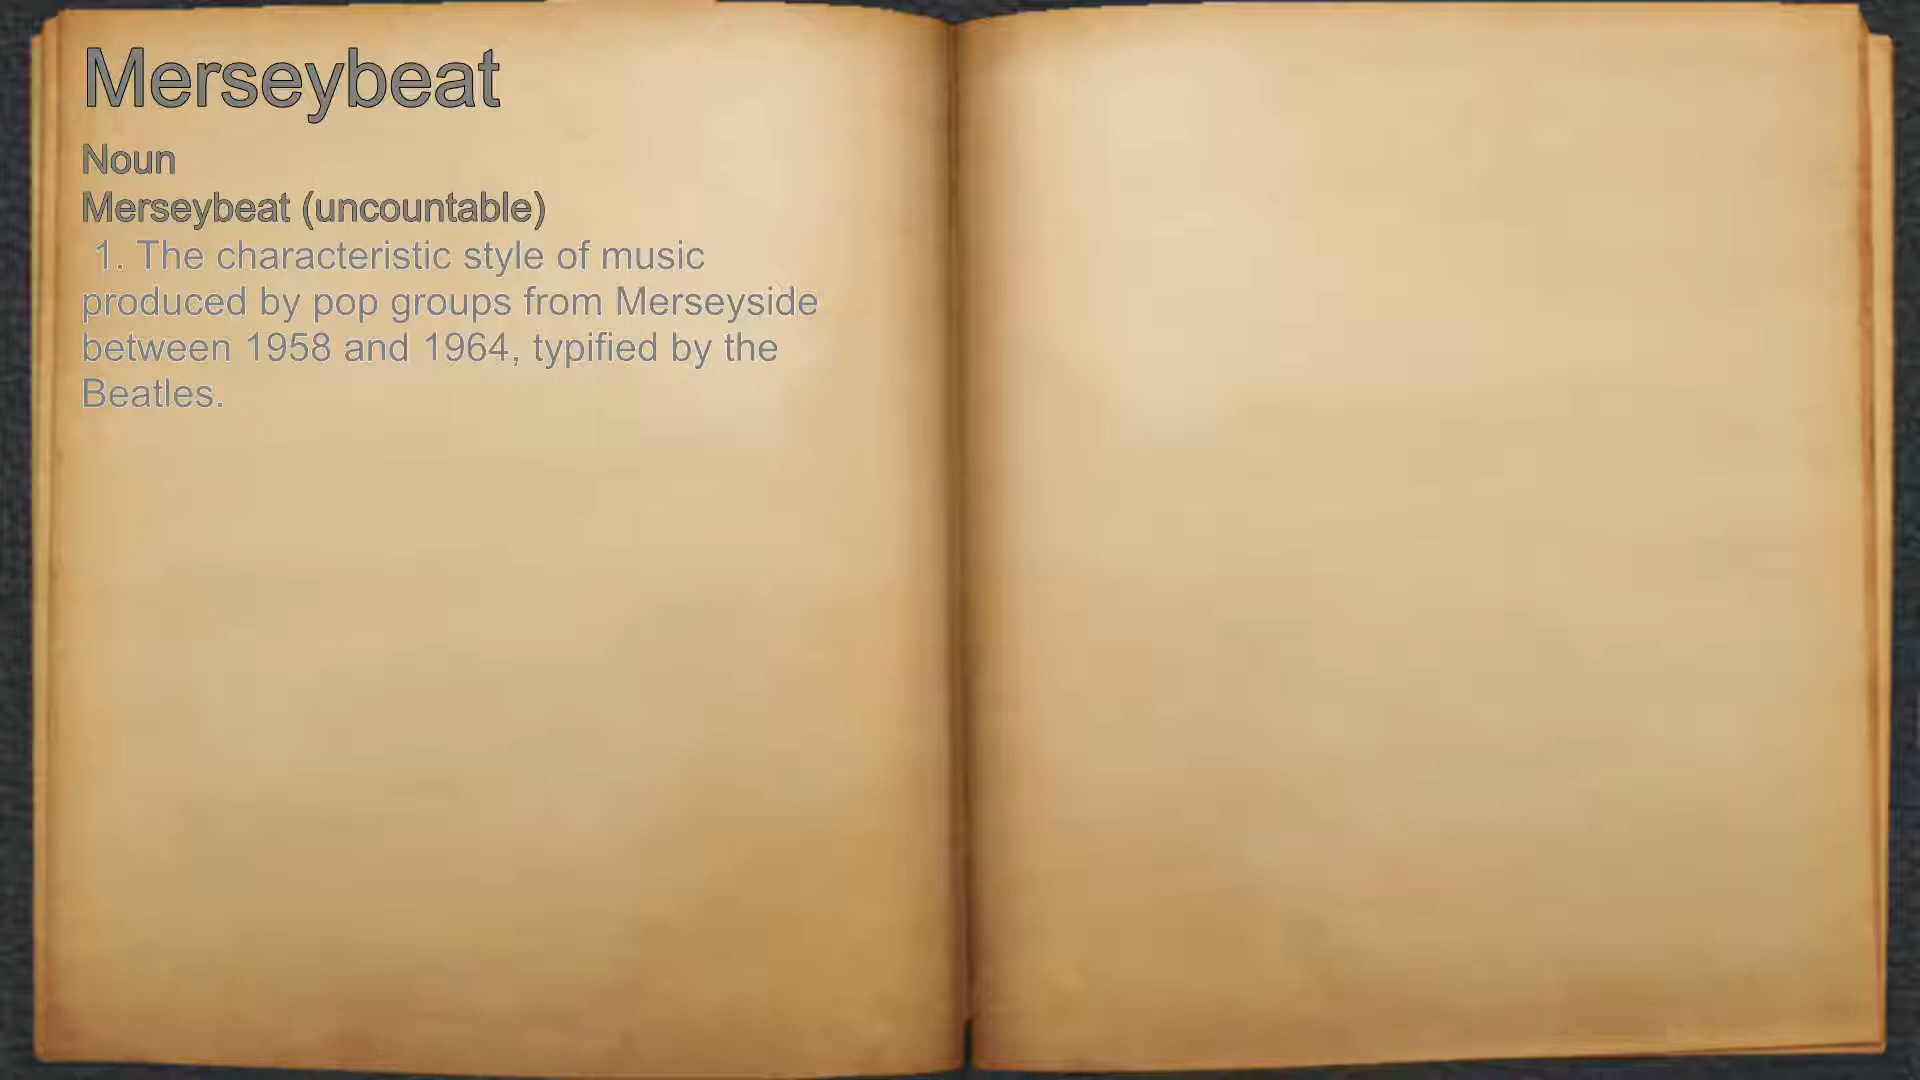 Merseybeat
Noun
Merseybeat (uncountable)
1. The characteristic style of music
produced by pop groups from Merseyside
between 1958 and 1964, typified by the
Beatles.